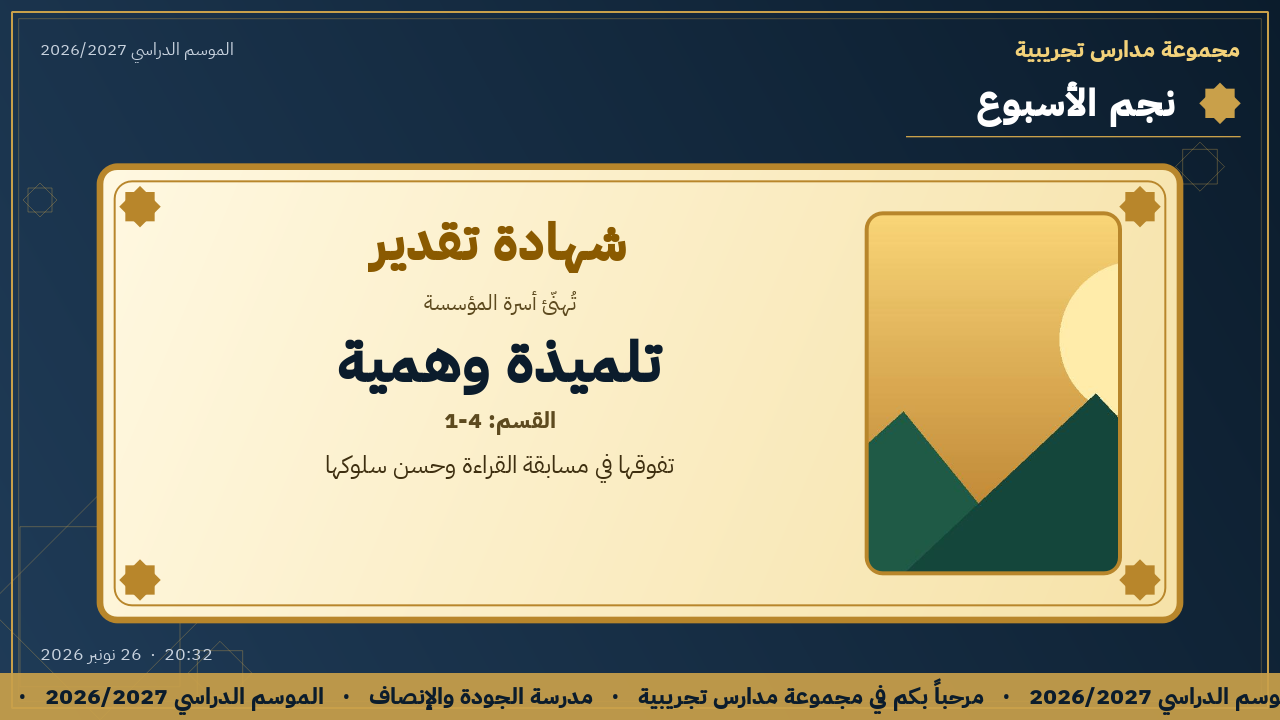 مجموعة مدارس تجريبية
الموسم الدراسي 2026/2027
نجم الأسبوع
شهادة تقدير
تُهنّئ أسرة المؤسسة
تلميذة وهمية
القسم: 4-1
تفوقها في مسابقة القراءة وحسن سلوكها
20:32 · 26 نونبر 2026
الدراسي 2026/2027 · مرحباً بكم في مجموعة مدارس تجريبية · مدرسة الجودة والإنصاف · الموسم الدراسي 2026/2027 ·